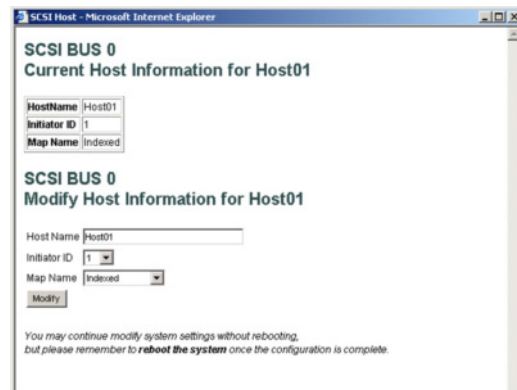 SCSI Host - Microsoft Internet Explorer
SCSI BUS 0
Current Host Information for Host01
HostName Host01
Initiator ID 1
Map Name Indexed
SCSI BUS 0
Modify Host Information for Host01
Host Name Host01
Initiator ID 1
Map Name Indexed
Modify
You may continue modify system settings without rebooting,
but please remember to reboot the system once the configuration is complete.